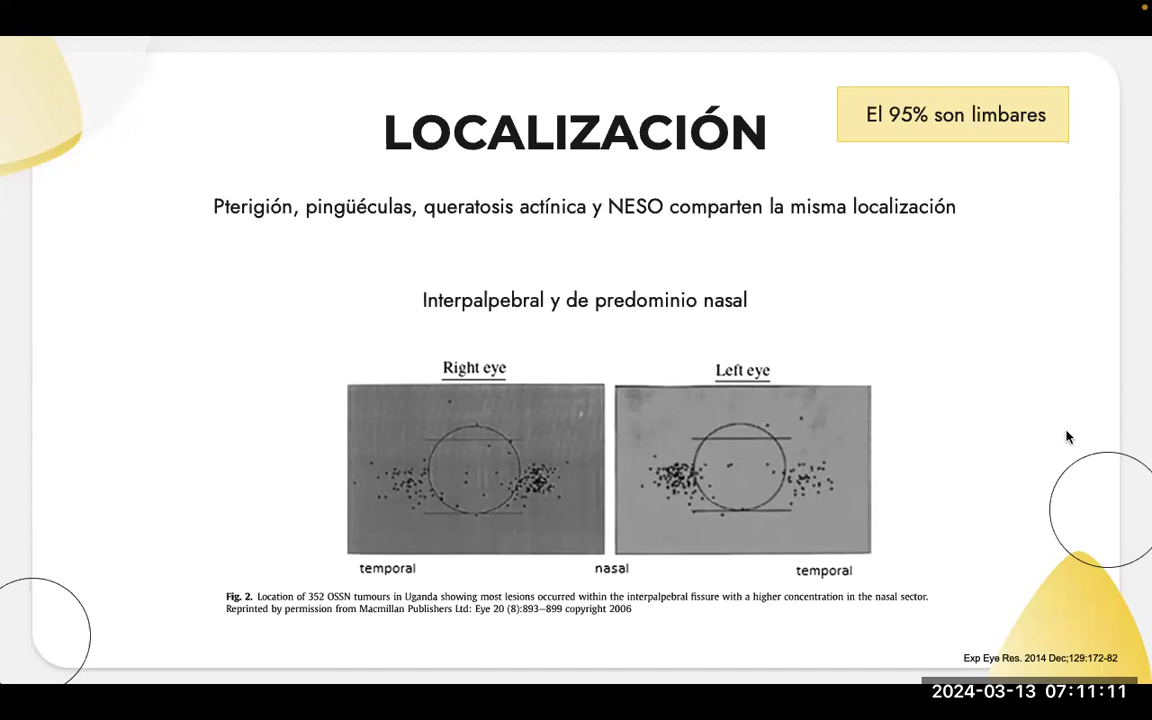 El 95% son limbares
LOCALIZACIÓN
Pterigión, pingüéculas, queratosis actínica y NESO comparten la misma localización
Interpalpebral y de predominio nasal
Right eye
Left eye
temporal
nasal
temporal
Fig. 2. Location of 352 OSSN tumours in Uganda showing most lesions occurred within the interpalpebral fissure with a higher concentration in the nasal sector.
Reprinted by permission from Macmillan Publishers Ltd: Eye 20 (8):893–899 copyright 2006
Exp Eye Res. 2014 Dec;129:172-82
2024-03-13 07:11:11